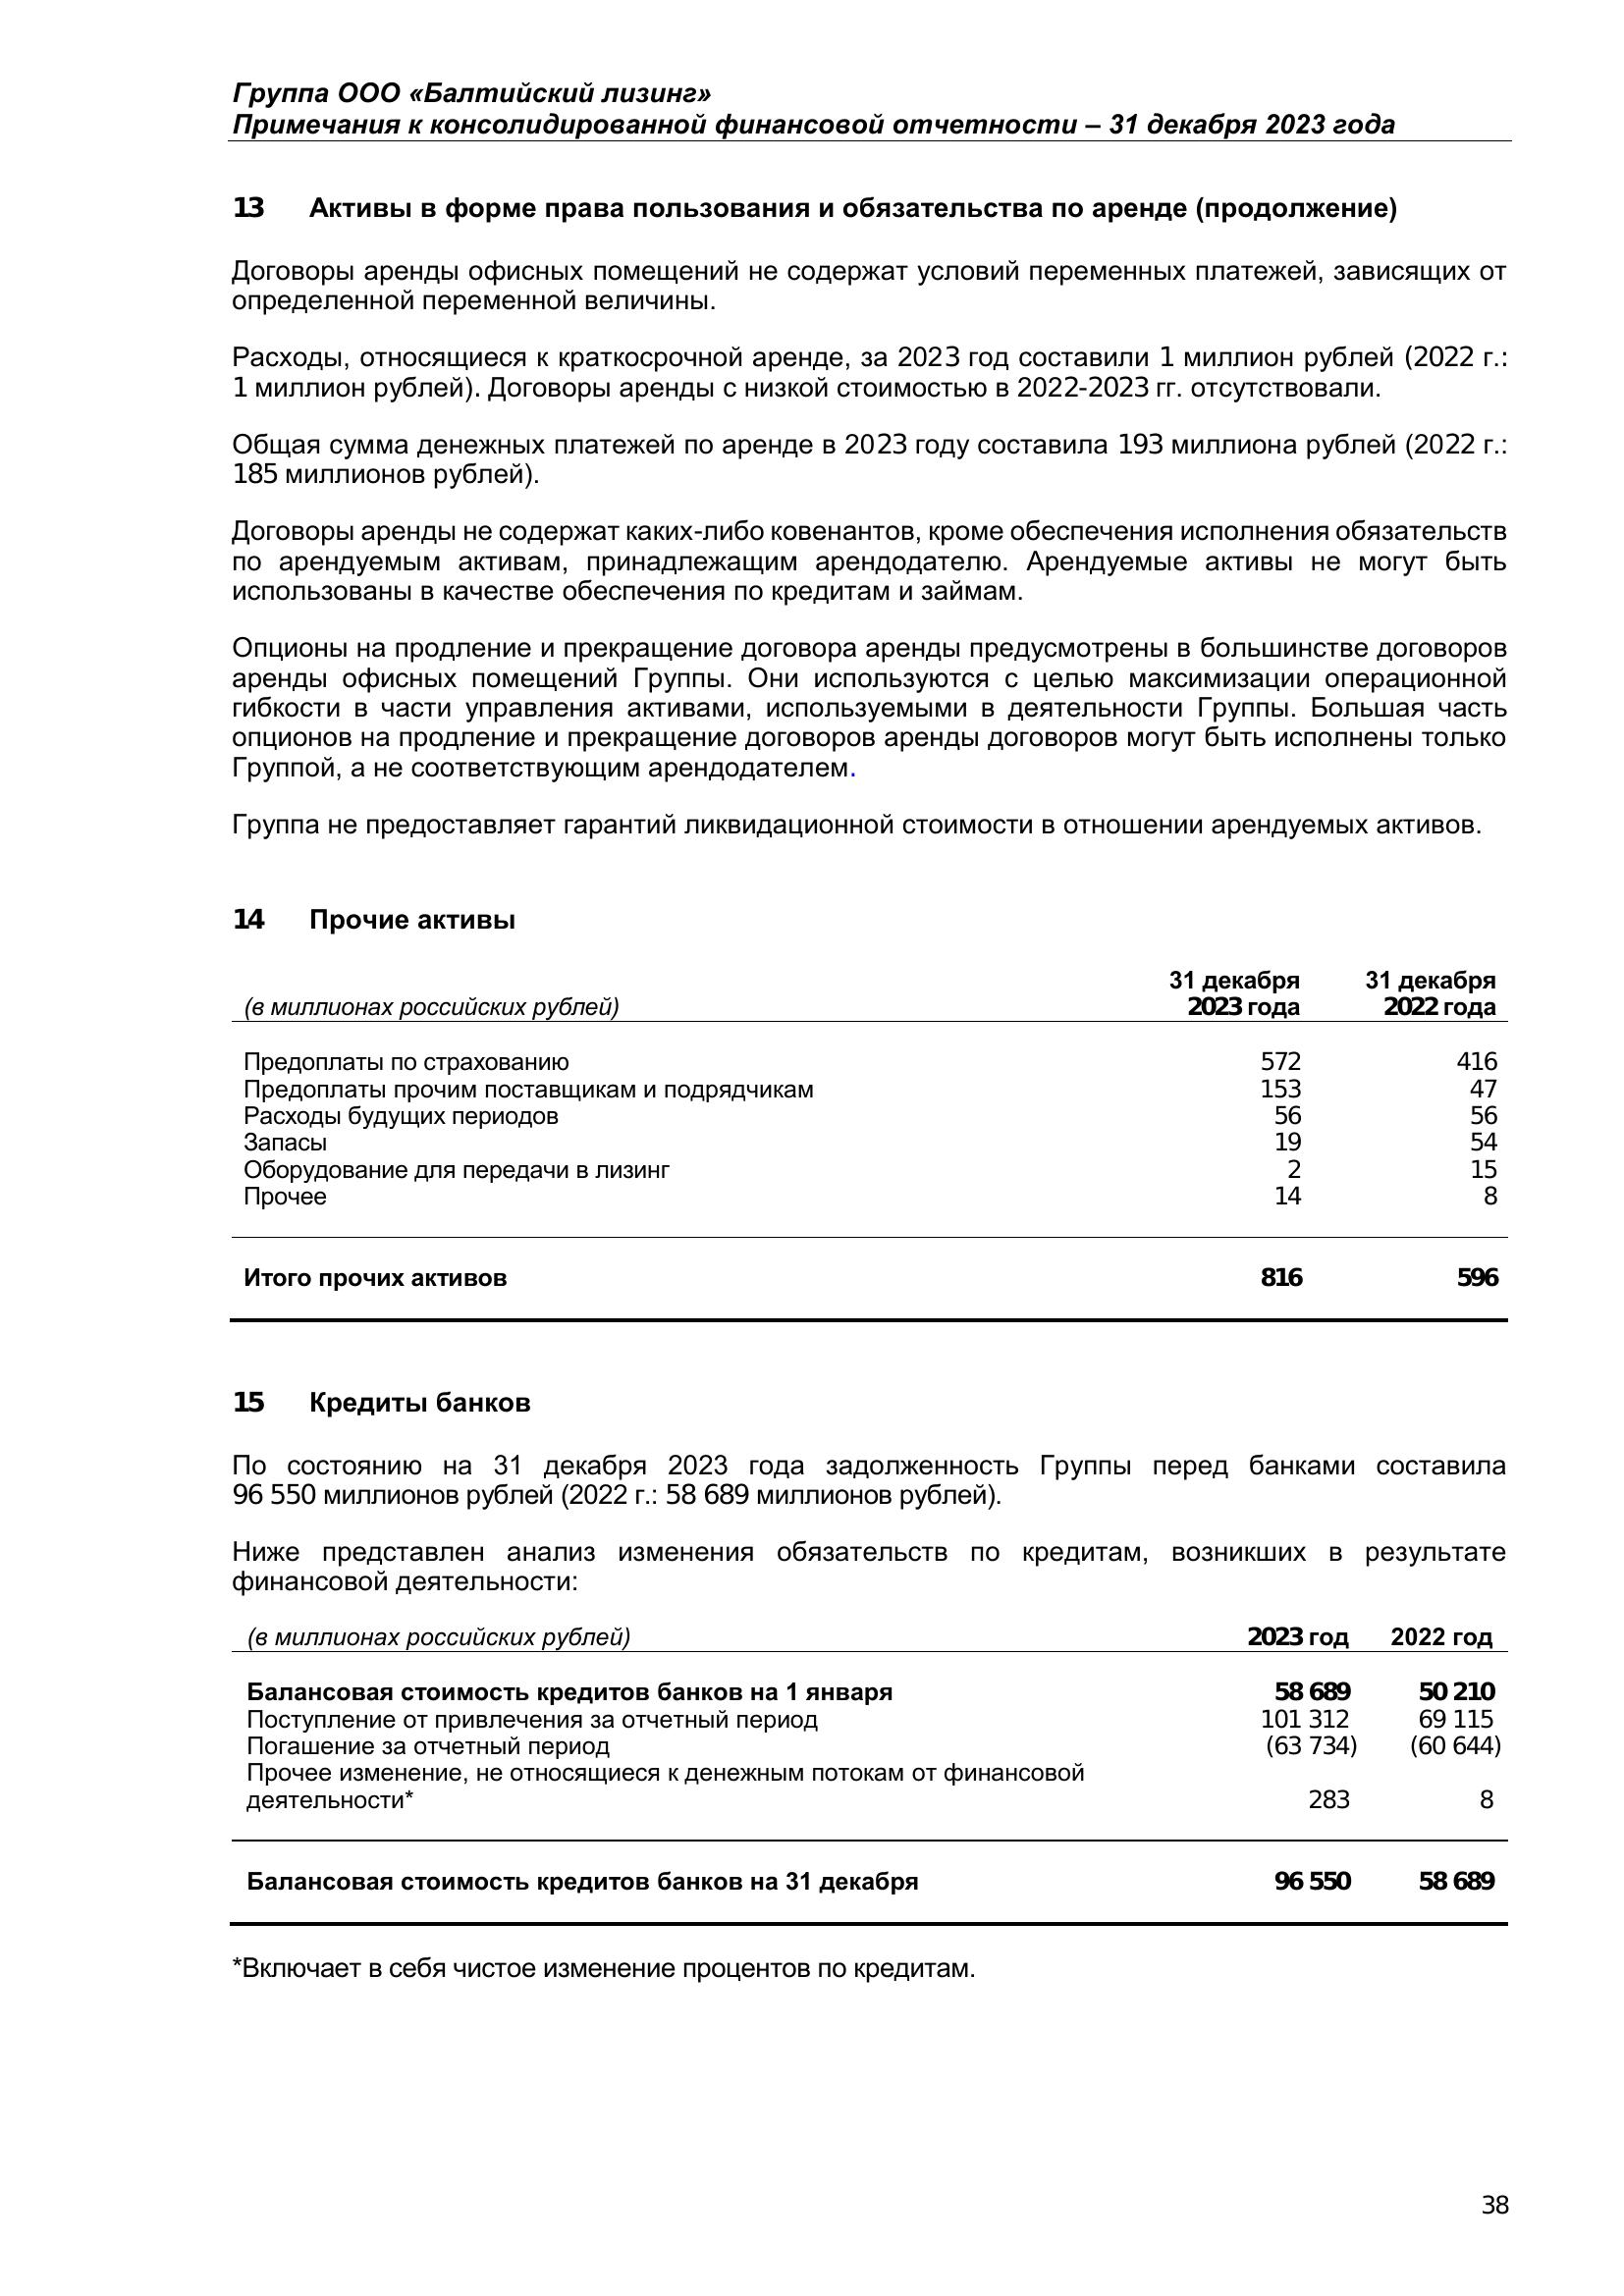 Группа ООО «Балтийский лизинг»
Примечания к консолидированной финансовой отчетности – 31 декабря 2023 года
13 Активы в форме права пользования и обязательства по аренде (продолжение)
Договоры аренды офисных помещений не содержат условий переменных платежей, зависящих от
определенной переменной величины.
Расходы, относящиеся к краткосрочной аренде, за 2023 год составили 1 миллион рублей (2022 г.:
1 миллион рублей). Договоры аренды с низкой стоимостью в 2022-2023 гг. отсутствовали.
Общая сумма денежных платежей по аренде в 2023 году составила 193 миллиона рублей (2022 г.:
185 миллионов рублей).
Договоры аренды не содержат каких-либо ковенантов, кроме обеспечения исполнения обязательств
по арендуемым активам, принадлежащим арендодателю. Арендуемые активы не могут быть
использованы в качестве обеспечения по кредитам и займам.
Опционы на продление и прекращение договора аренды предусмотрены в большинстве договоров
аренды офисных помещений Группы. Они используются с целью максимизации операционной
гибкости в части управления активами, используемыми в деятельности Группы. Большая часть
опционов на продление и прекращение договоров аренды договоров могут быть исполнены только
Группой, а не соответствующим арендодателем.
Группа не предоставляет гарантий ликвидационной стоимости в отношении арендуемых активов.
14 Прочие активы
31 декабря 31 декабря
(в миллионах российских рублей) 2023 года 2022 года
Предоплаты по страхованию 572 416
Предоплаты прочим поставщикам и подрядчикам 153 47
Расходы будущих периодов 56 56
Запасы 19 54
Оборудование для передачи в лизинг 2 15
Прочее 14 8
Итого прочих активов 816 596
15 Кредиты банков
По состоянию на 31 декабря 2023 года задолженность Группы перед банками составила
96 550 миллионов рублей (2022 г.: 58 689 миллионов рублей).
Ниже представлен анализ изменения обязательств по кредитам, возникших в результате
финансовой деятельности:
(в миллионах российских рублей) 2023 год 2022 год
Балансовая стоимость кредитов банков на 1 января 58 689 50 210
Поступление от привлечения за отчетный период 101 312 69 115
Погашение за отчетный период (63 734) (60 644)
Прочее изменение, не относящиеся к денежным потокам от финансовой
деятельности* 283 8
Балансовая стоимость кредитов банков на 31 декабря 96 550 58 689
*Включает в себя чистое изменение процентов по кредитам.
38